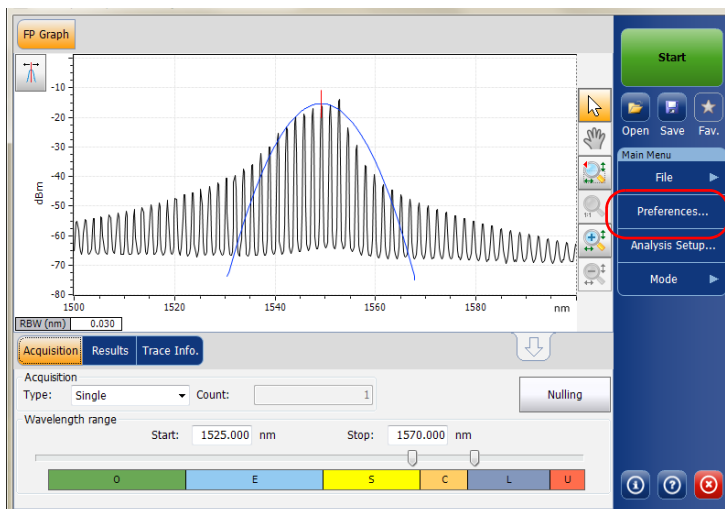 FP Graph
-10
-20
-30
-40
-50
-60
-70
-80
dBm
1500 1520 1540 1560 1580 nm
RBW (nm) 0.030
Acquisition Results Trace Info.
Acquisition
Type: Single Count: 1
Nulling
Wavelength range
Start: 1525.000 nm Stop: 1570.000 nm
O E S C L U
Start
Open Save Fav.
Main Menu
File
Preferences...
Analysis Setup...
Mode